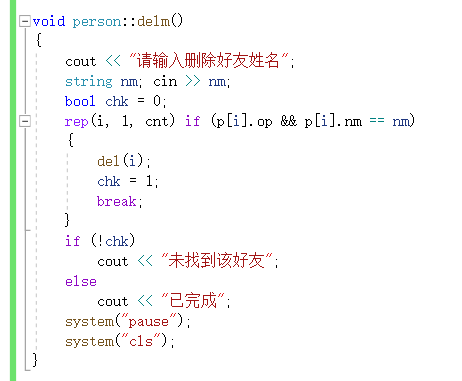 void person::delm()
{
    cout << "请输入删除好友姓名";
    string nm; cin >> nm;
    bool chk = 0;
    rep(i, 1, cnt) if (p[i].op && p[i].nm == nm)
    {
        del(i);
        chk = 1;
        break;
    }
    if (!chk)
        cout << "未找到该好友";
    else
        cout << "已完成";
    system("pause");
    system("cls");
}